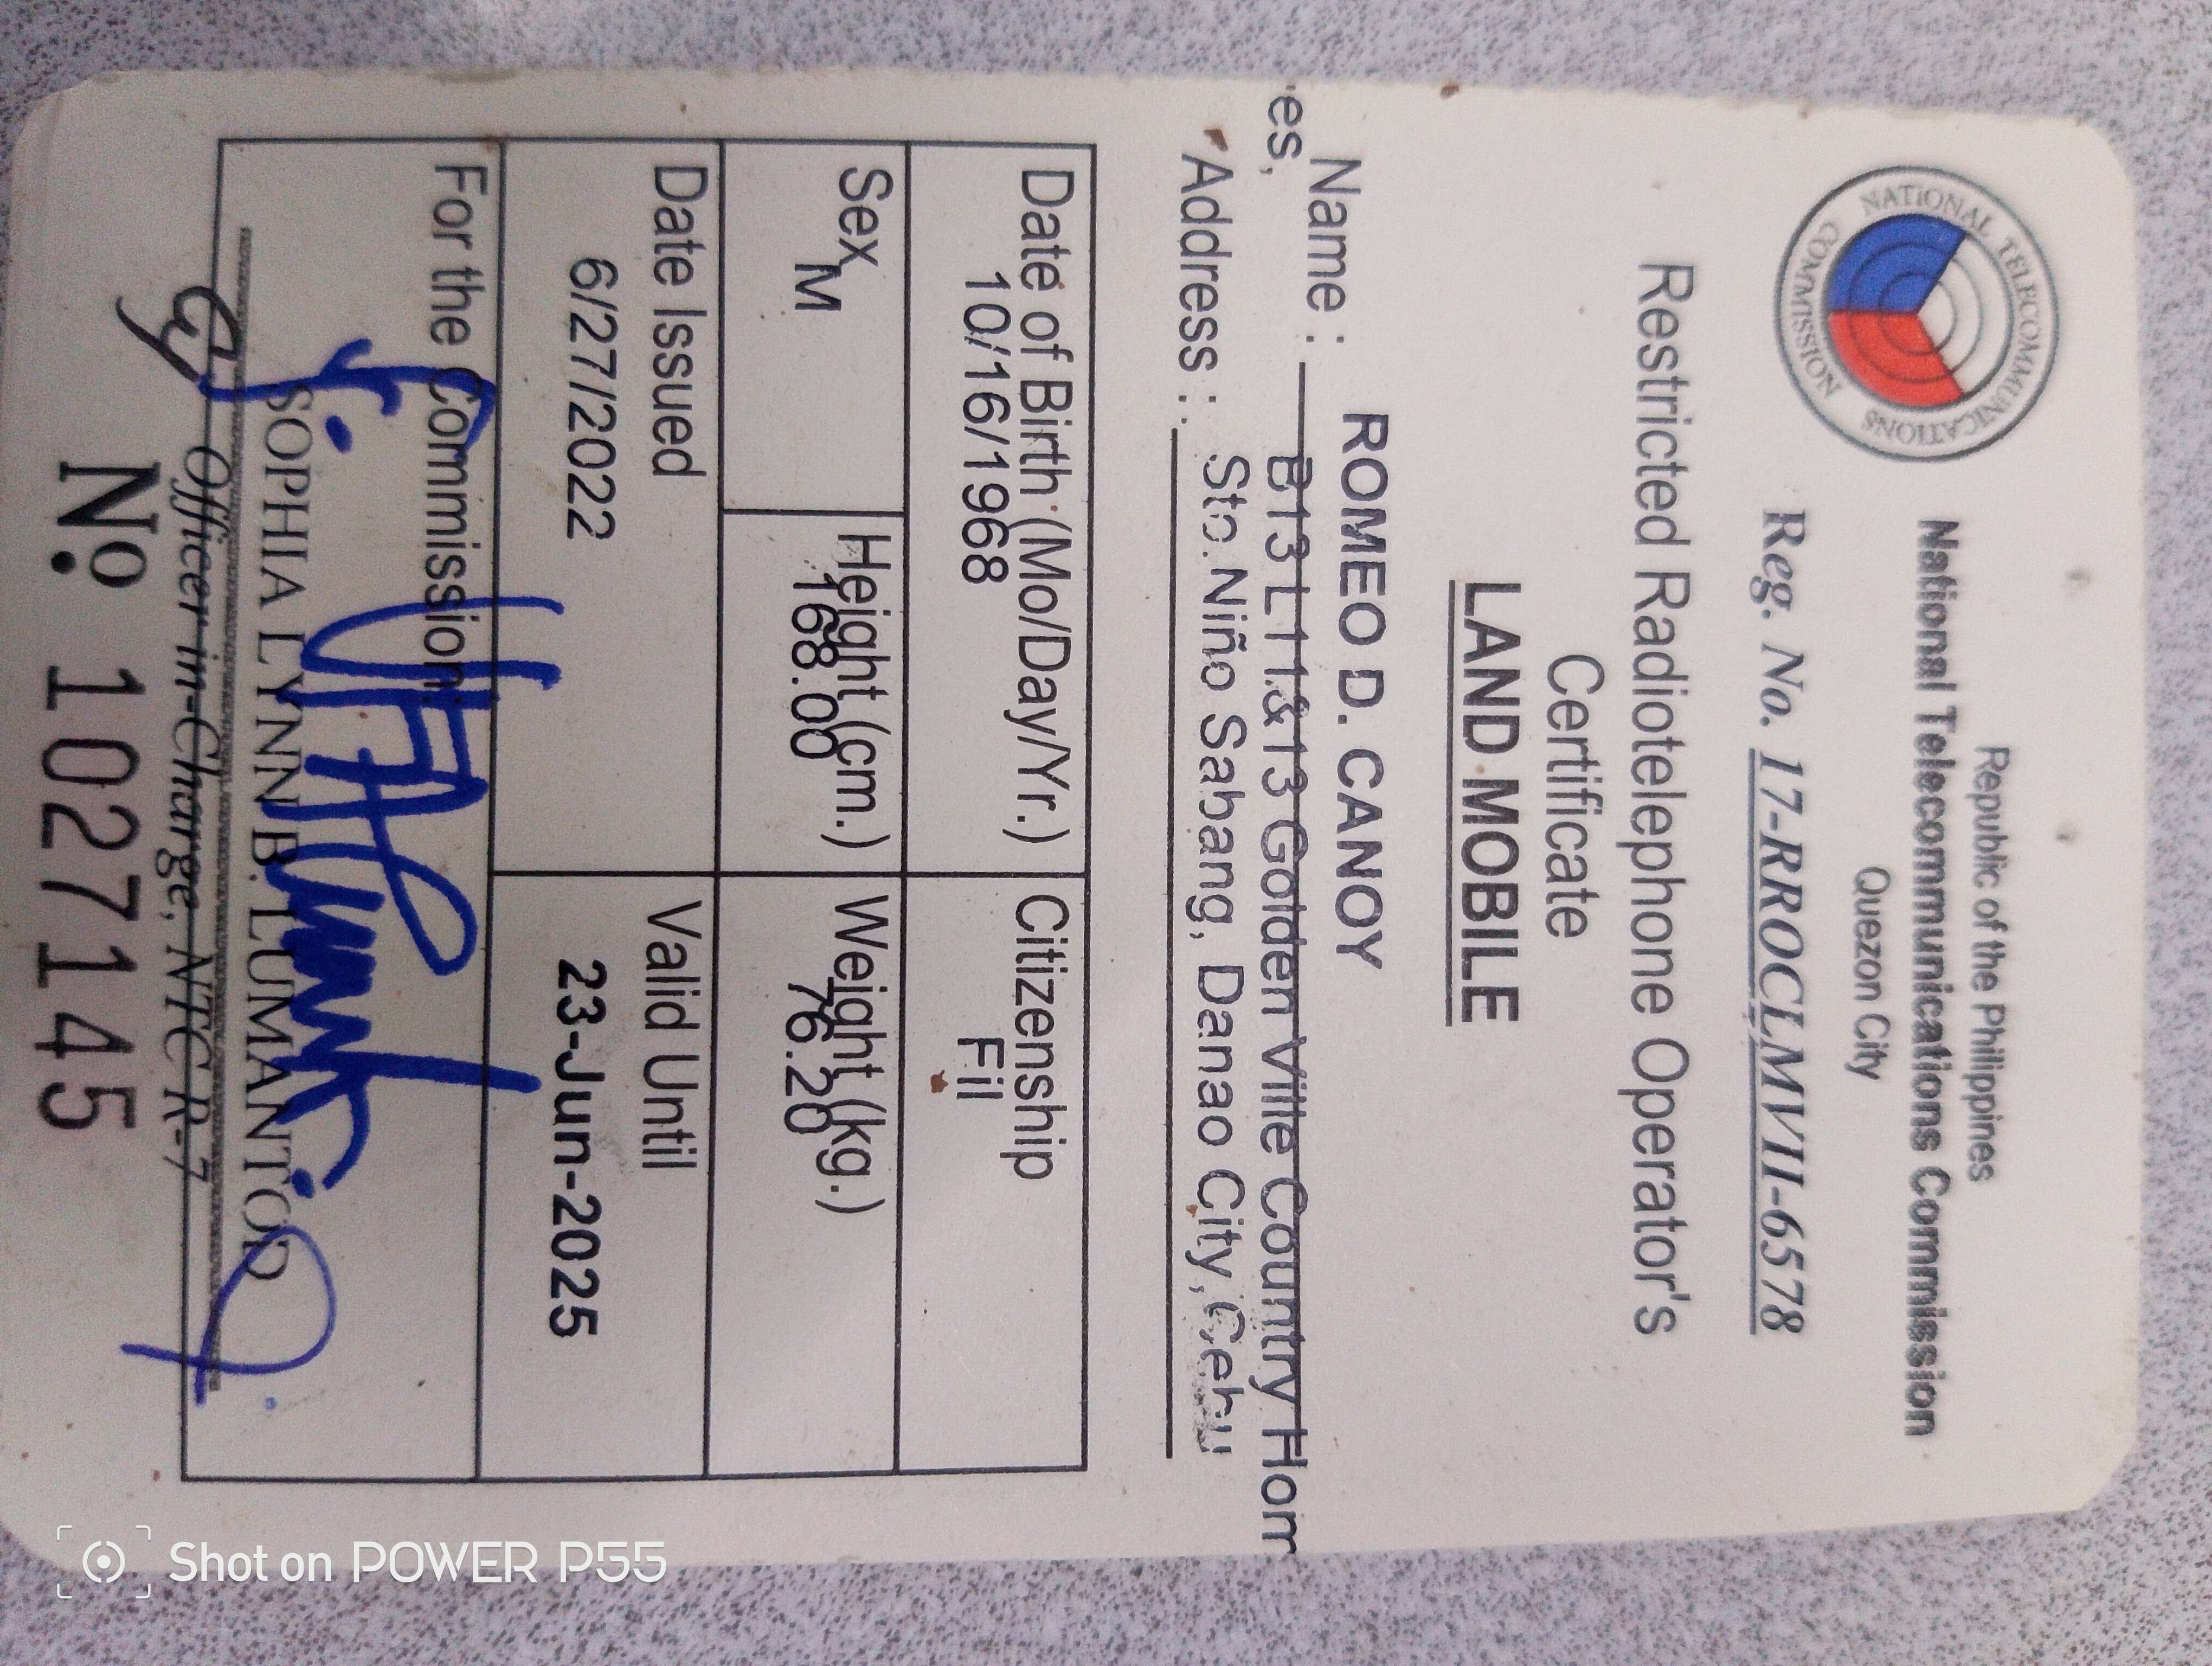 NATIONAL TELECOMMUNICATIONS COMMISSION
Republic of the Philippines
National Telecommunications Commission
Quezon City
Reg. No. 17-RROCLMVII-6578
Restricted Radiotelephone Operator's
Certificate
LAND MOBILE
Name : ROMEO D. CANOY
B13 L11&13 Golden Ville Country Hom
es,
Address : Sto.Niño Sabang, Danao City, Cebu
Date of Birth (Mo/Day/Yr.) Citizenship
10/16/1968 Fil
Sex Height (cm.) Weight (kg.)
M 168.00 76.20
Date Issued Valid Until
6/27/2022 23-Jun-2025
For the Commission:
SOPHIA LYNN B. LUMANTOD
Officer in-Charge, NTC R-7
Nº 1027145
Shot on POWER P55